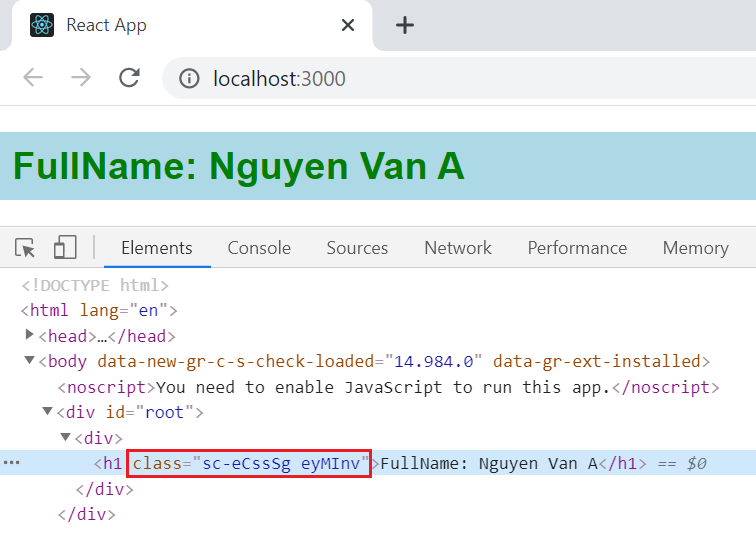 React App
localhost:3000
FullName: Nguyen Van A
Elements Console Sources Network Performance Memory
<!DOCTYPE html>
<html lang="en">
<head>…</head>
<body data-new-gr-c-s-check-loaded="14.984.0" data-gr-ext-installed>
<noscript>You need to enable JavaScript to run this app.</noscript>
<div id="root">
<div>
<h1 class="sc-eCssSg eyMInv">FullName: Nguyen Van A</h1> == $0
</div>
</div>